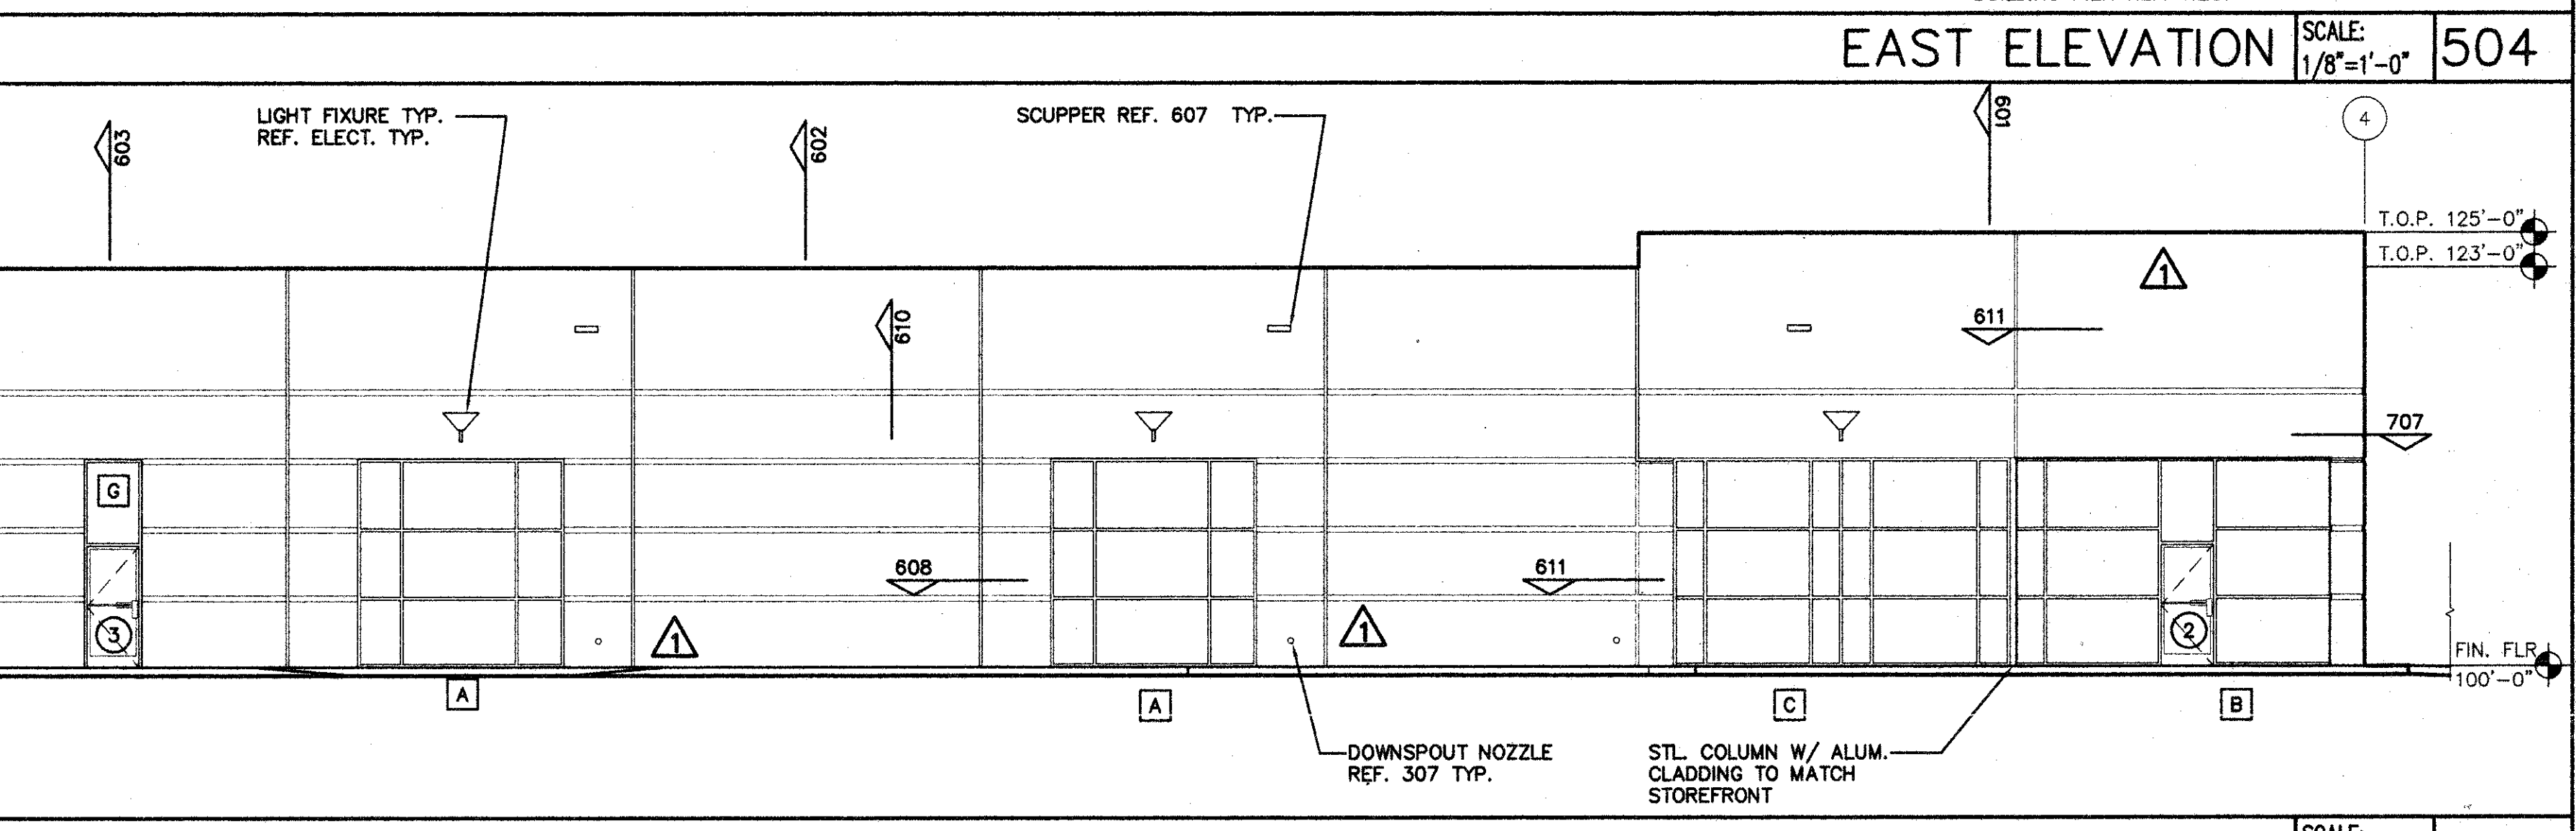 EAST ELEVATION
SCALE:
1/8"=1'-0"
504
LIGHT FIXURE TYP.
REF. ELECT. TYP.
SCUPPER REF. 607 TYP.
603
602
601
4
T.O.P. 125'-0"
T.O.P. 123'-0"
1
610
611
707
G
608
611
3
1
1
2
FIN. FLR
100'-0"
A
A
C
B
DOWNSPOUT NOZZLE
REF. 307 TYP.
STL. COLUMN W/ ALUM.
CLADDING TO MATCH
STOREFRONT
SCALE: